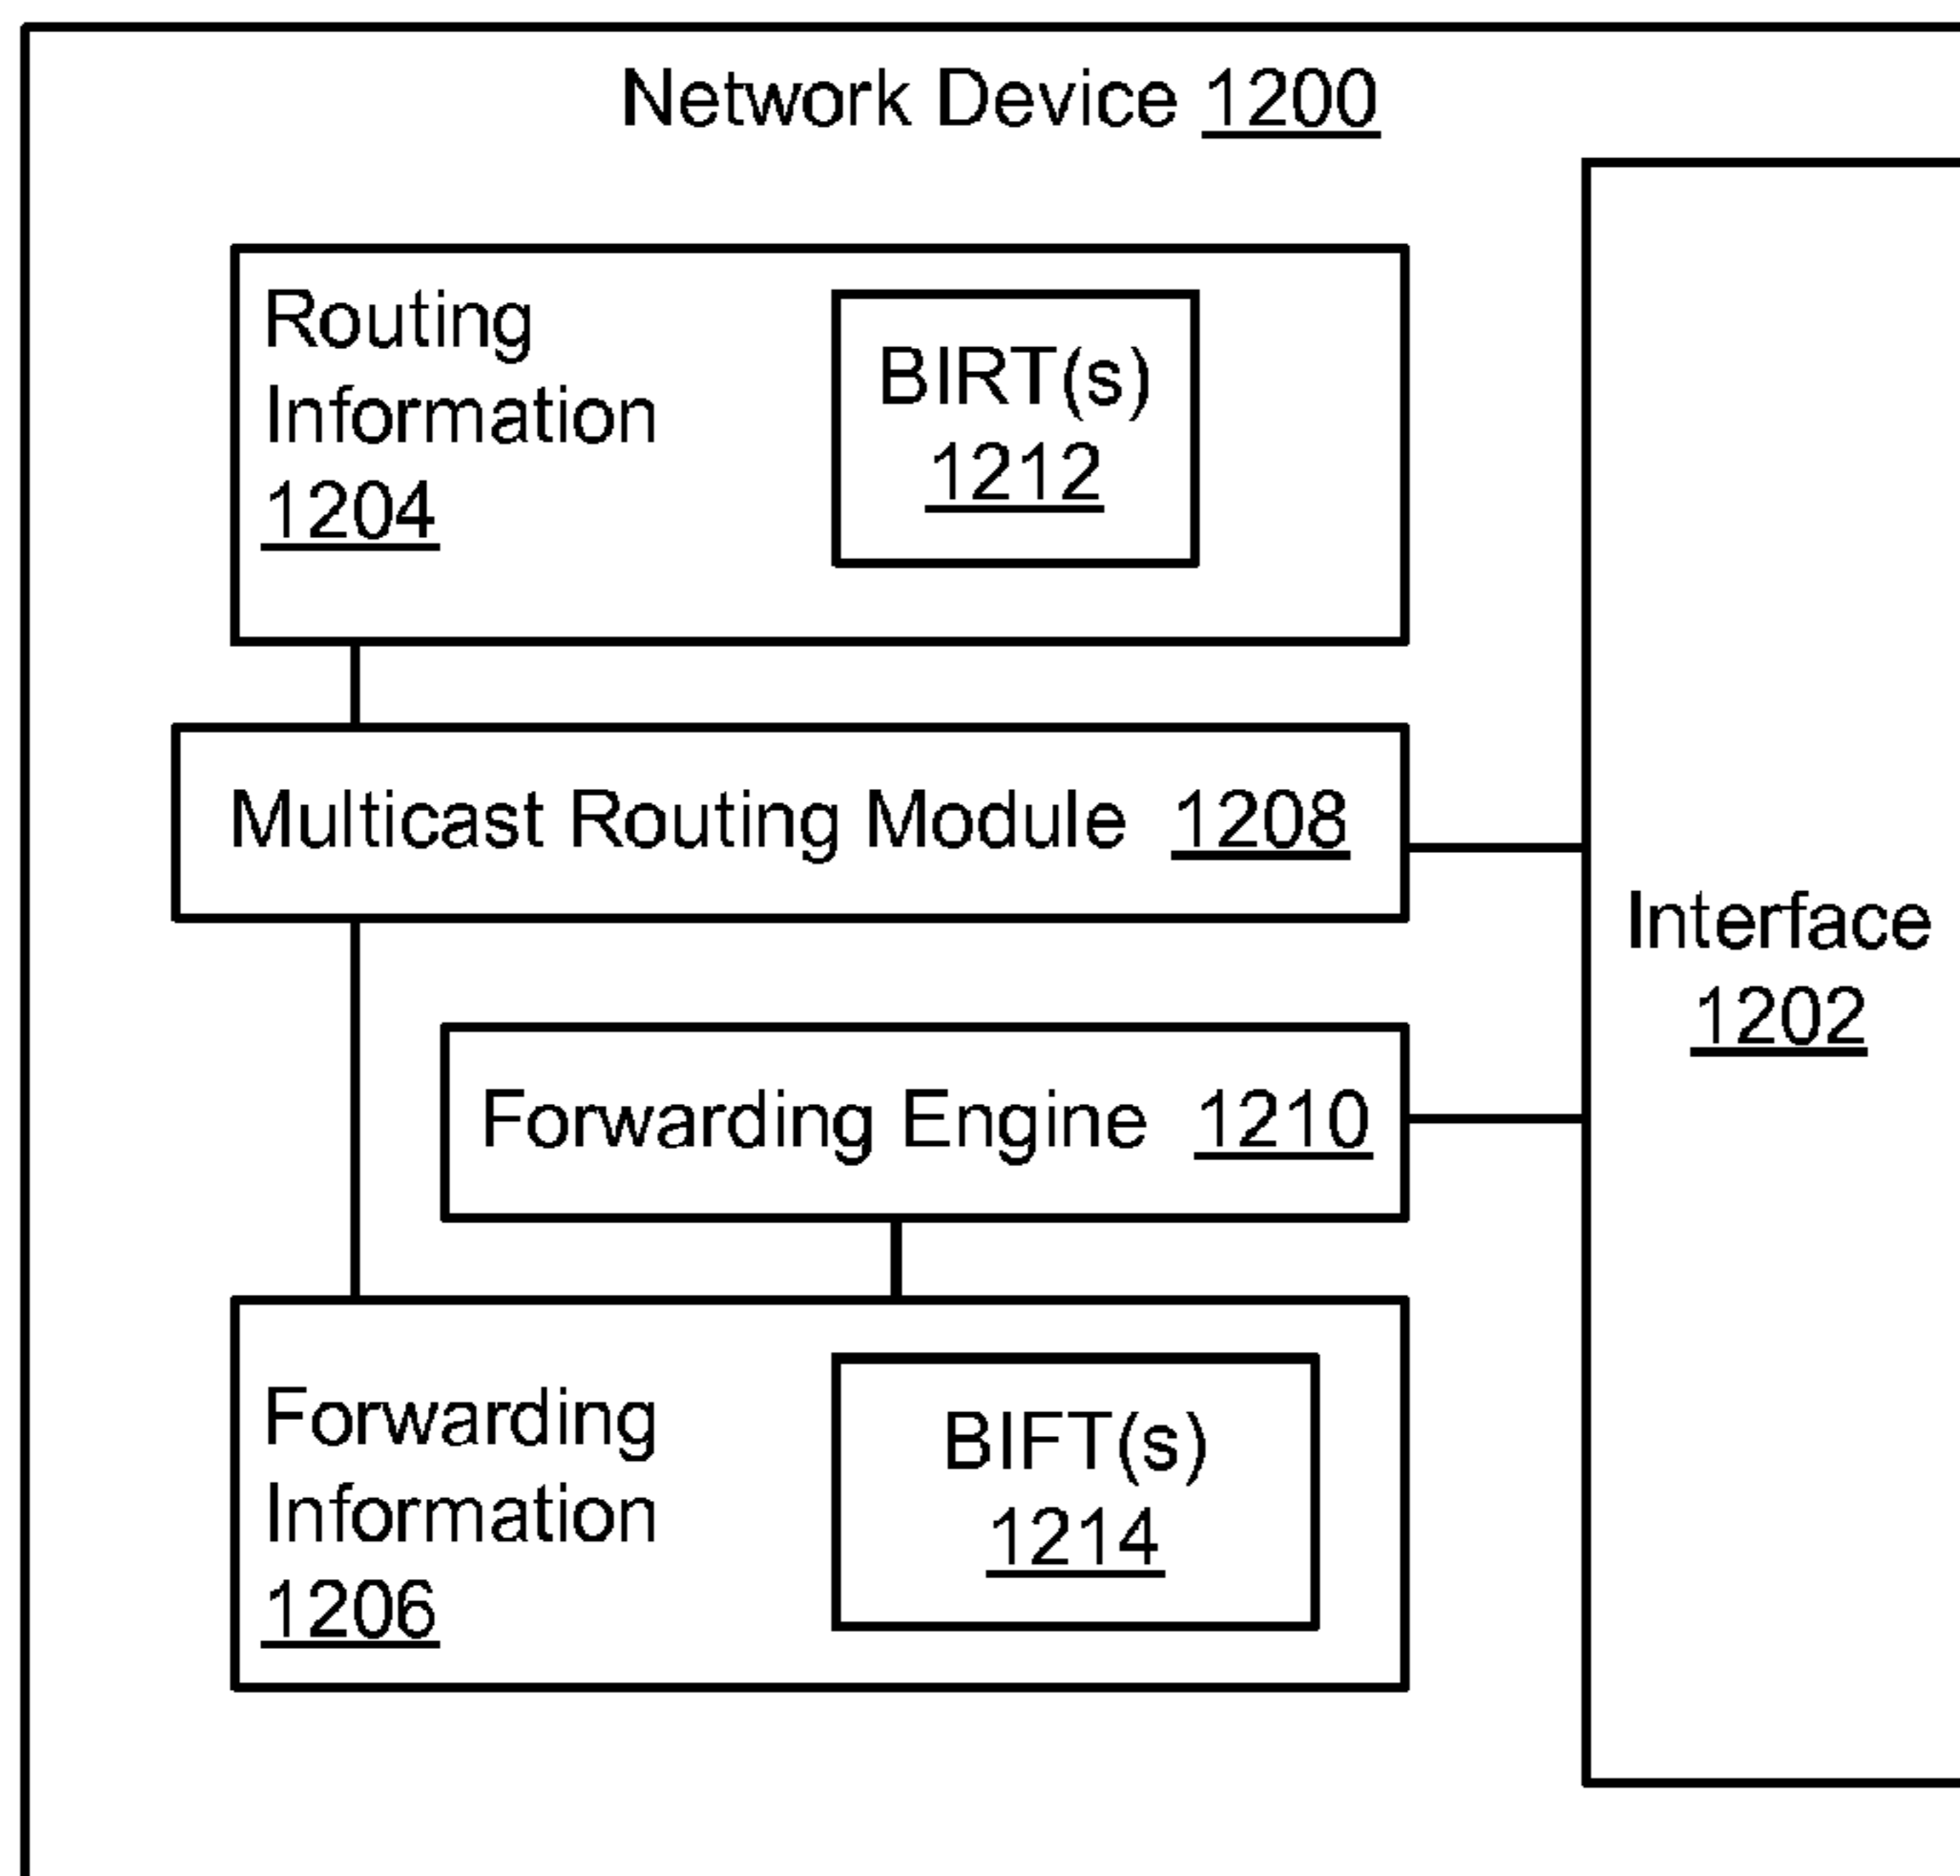 Network Device 1200
Routing
Information
1204
BIRT(s)
1212
Multicast Routing Module 1208
Interface
1202
Forwarding Engine 1210
Forwarding
Information
1206
BIFT(s)
1214